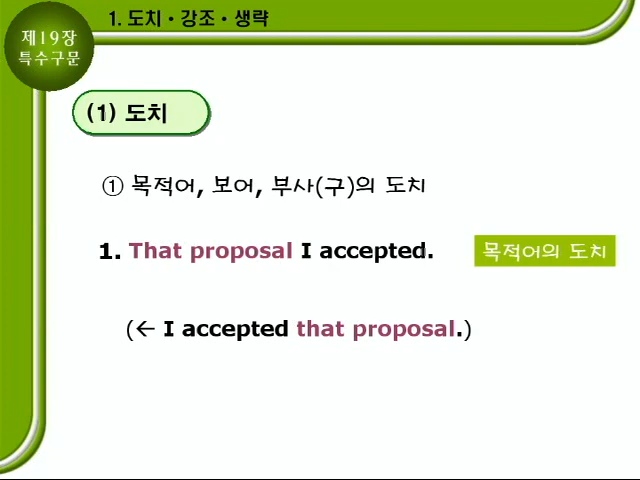 1. 도치 • 강조 • 생략
제19장
특수구문
(1) 도치
① 목적어, 보어, 부사(구)의 도치
1. That proposal I accepted.
목적어의 도치
(← I accepted that proposal.)